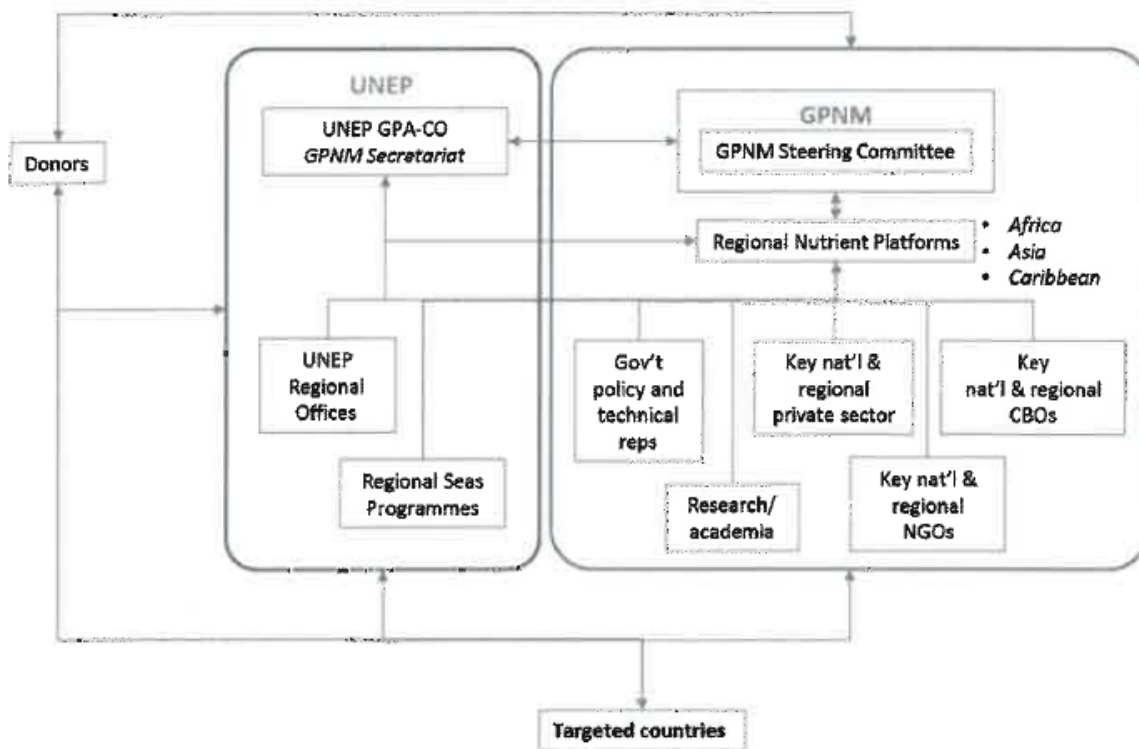 UNEP
UNEP GPA-CO
GPNM Secretariat
GPNM
GPNM Steering Committee
Donors
Regional Nutrient Platforms
• Africa
• Asia
• Caribbean
UNEP
Regional
Offices
Regional Seas
Programmes
Gov't
policy and
technical
reps
Key nat'l &
regional
private sector
Key
nat'l & regional
CBOs
Research/
academia
Key nat'l &
regional
NGOs
Targeted countries